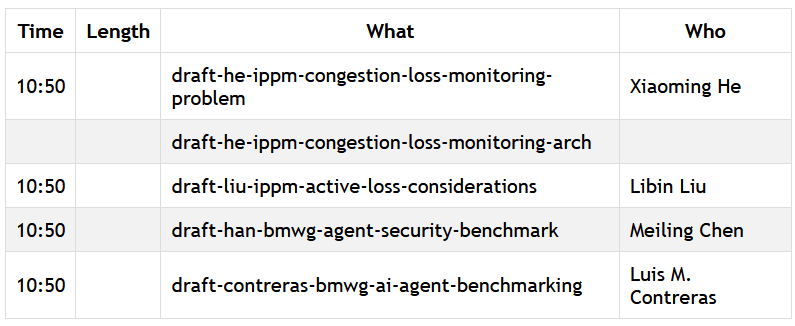 Time Length What Who
10:50 draft-he-ippm-congestion-loss-monitoring-
problem Xiaoming He
draft-he-ippm-congestion-loss-monitoring-arch
10:50 draft-liu-ippm-active-loss-considerations Libin Liu
10:50 draft-han-bmwg-agent-security-benchmark Meiling Chen
10:50 draft-contreras-bmwg-ai-agent-benchmarking Luis M.
Contreras